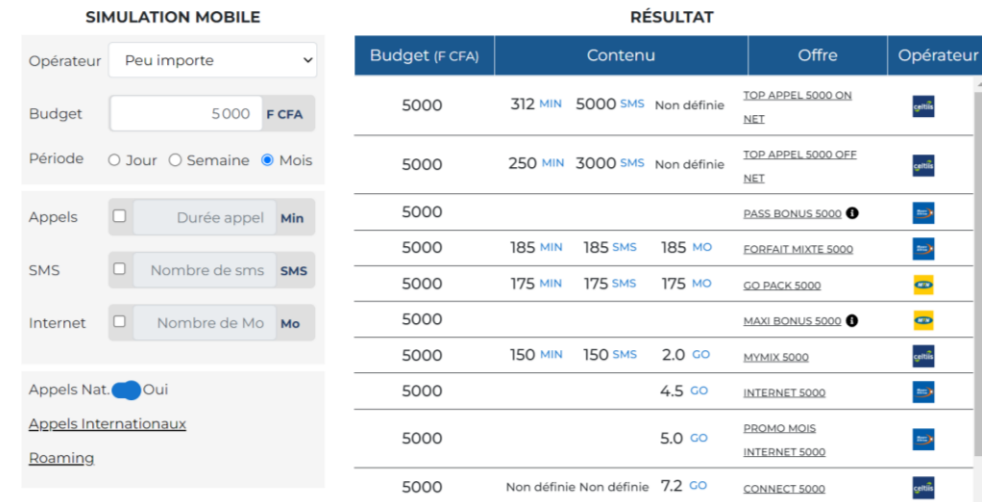 SIMULATION MOBILE
Opérateur Peu importe
Budget 5000 F CFA
Période Jour Semaine Mois
Appels Durée appel Min
SMS Nombre de sms SMS
Internet Nombre de Mo Mo
Appels Nat. Oui
Appels Internationaux
Roaming
RÉSULTAT
Budget (F CFA) Contenu Offre Opérateur
5000 312 MIN 5000 SMS Non définie TOP APPEL 5000 ON
NET
celtiis
5000 250 MIN 3000 SMS Non définie TOP APPEL 5000 OFF
NET
celtiis
5000 PASS BONUS 5000
5000 185 MIN 185 SMS 185 MO FORFAIT MIXTE 5000
5000 175 MIN 175 SMS 175 MO GO PACK 5000
5000 MAXI BONUS 5000
5000 150 MIN 150 SMS 2.0 GO MYMIX 5000 celtiis
5000 4.5 GO INTERNET 5000
5000 5.0 GO PROMO MOIS
INTERNET 5000
5000 Non définie Non définie 7.2 GO CONNECT 5000 celtiis